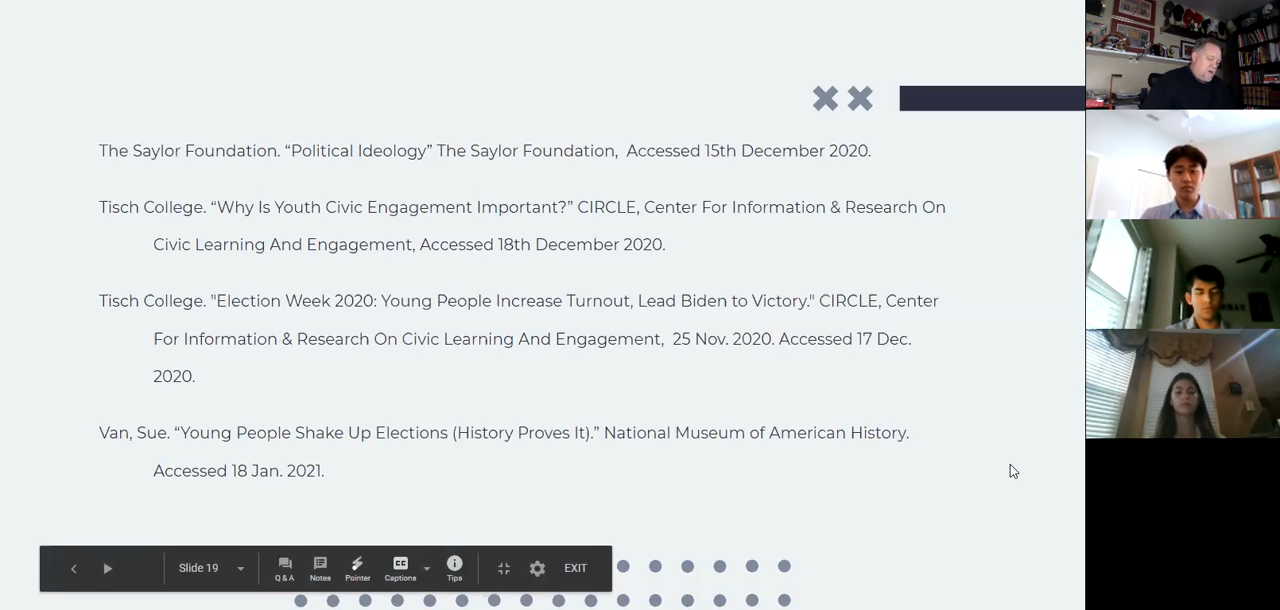 The Saylor Foundation. “Political Ideology” The Saylor Foundation,  Accessed 15th December 2020.
Tisch College. “Why Is Youth Civic Engagement Important?” CIRCLE, Center For Information & Research On
Civic Learning And Engagement, Accessed 18th December 2020.
Tisch College. "Election Week 2020: Young People Increase Turnout, Lead Biden to Victory." CIRCLE, Center
For Information & Research On Civic Learning And Engagement,  25 Nov. 2020. Accessed 17 Dec.
2020.
Van, Sue. “Young People Shake Up Elections (History Proves It).” National Museum of American History.
Accessed 18 Jan. 2021.
Slide 19
Q & A
Notes
Pointer
CC
Captions
Tips
EXIT